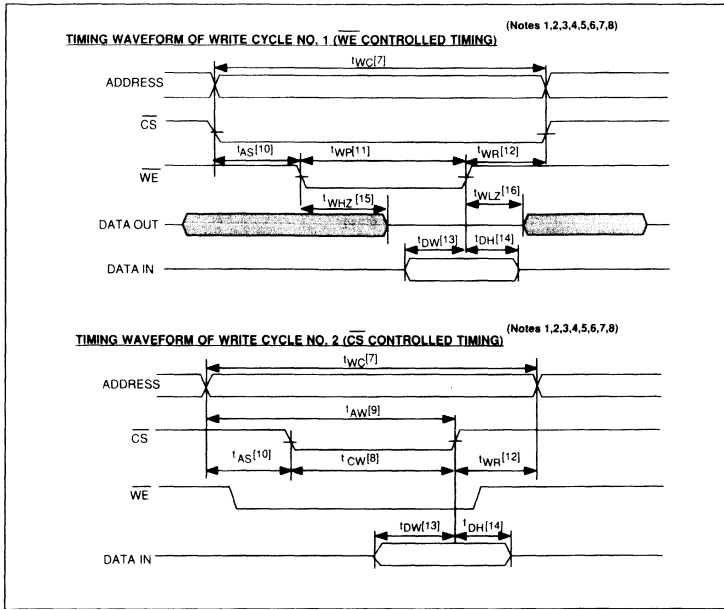 (Notes 1,2,3,4,5,6,7,8)
TIMING WAVEFORM OF WRITE CYCLE NO. 1 (WE CONTROLLED TIMING)
tWC[7]
ADDRESS
CS
tAS[10] tWP[11] tWR[12]
WE
tWHZ[15] tWLZ[16]
DATA OUT
tDW[13] tDH[14]
DATA IN
(Notes 1,2,3,4,5,6,7,8)
TIMING WAVEFORM OF WRITE CYCLE NO. 2 (CS CONTROLLED TIMING)
tWC[7]
ADDRESS
tAW[9]
CS
tAS[10] tCW[8] tWR[12]
WE
tDW[13] tDH[14]
DATA IN